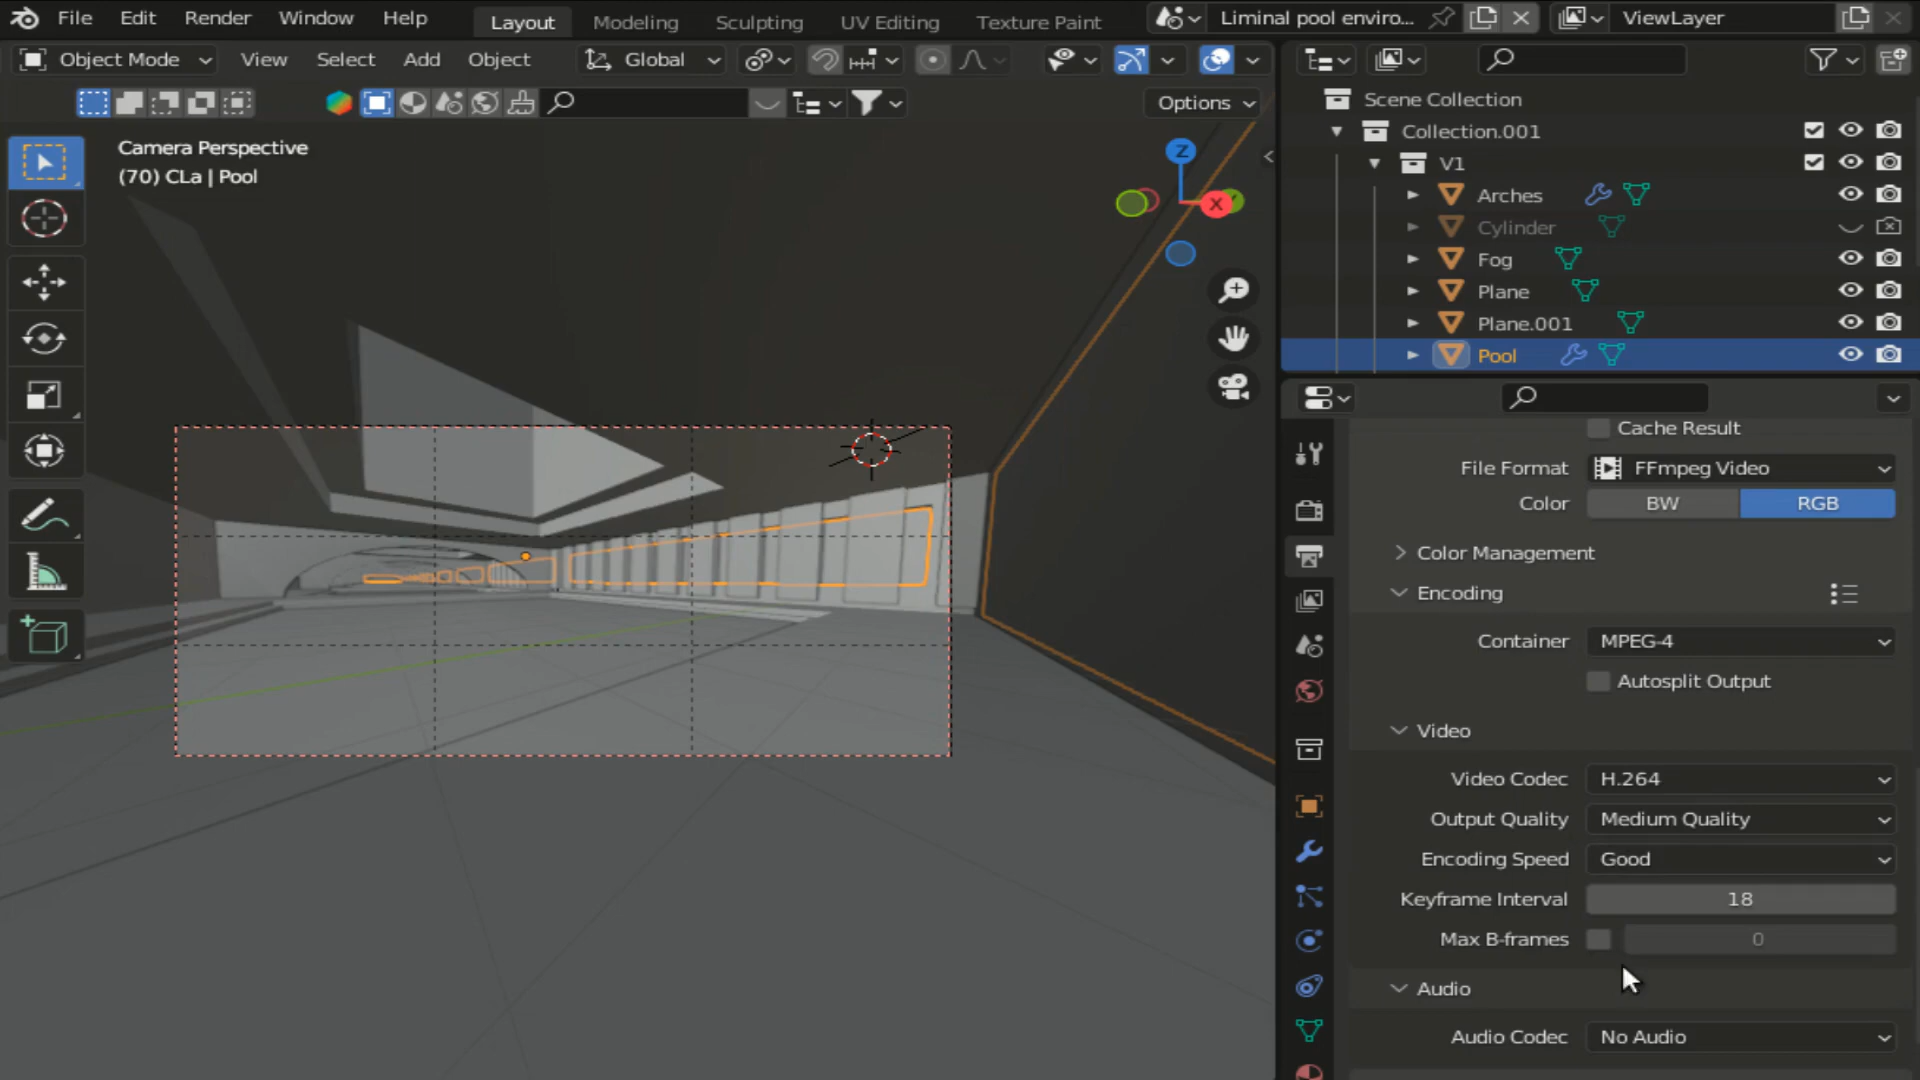 File Edit Render Window Help Layout Modeling Sculpting UV Editing Texture Paint Liminal pool enviro... ViewLayer
Object Mode View Select Add Object Global
Options
Camera Perspective
(70) CLa | Pool
Z
X
Scene Collection
Collection.001
V1
Arches
Cylinder
Fog
Plane
Plane.001
Pool
Cache Result
File Format FFmpeg Video
Color BW RGB
Color Management
Encoding
Container MPEG-4
Autosplit Output
Video
Video Codec H.264
Output Quality Medium Quality
Encoding Speed Good
Keyframe Interval 18
Max B-frames 0
Audio
Audio Codec No Audio